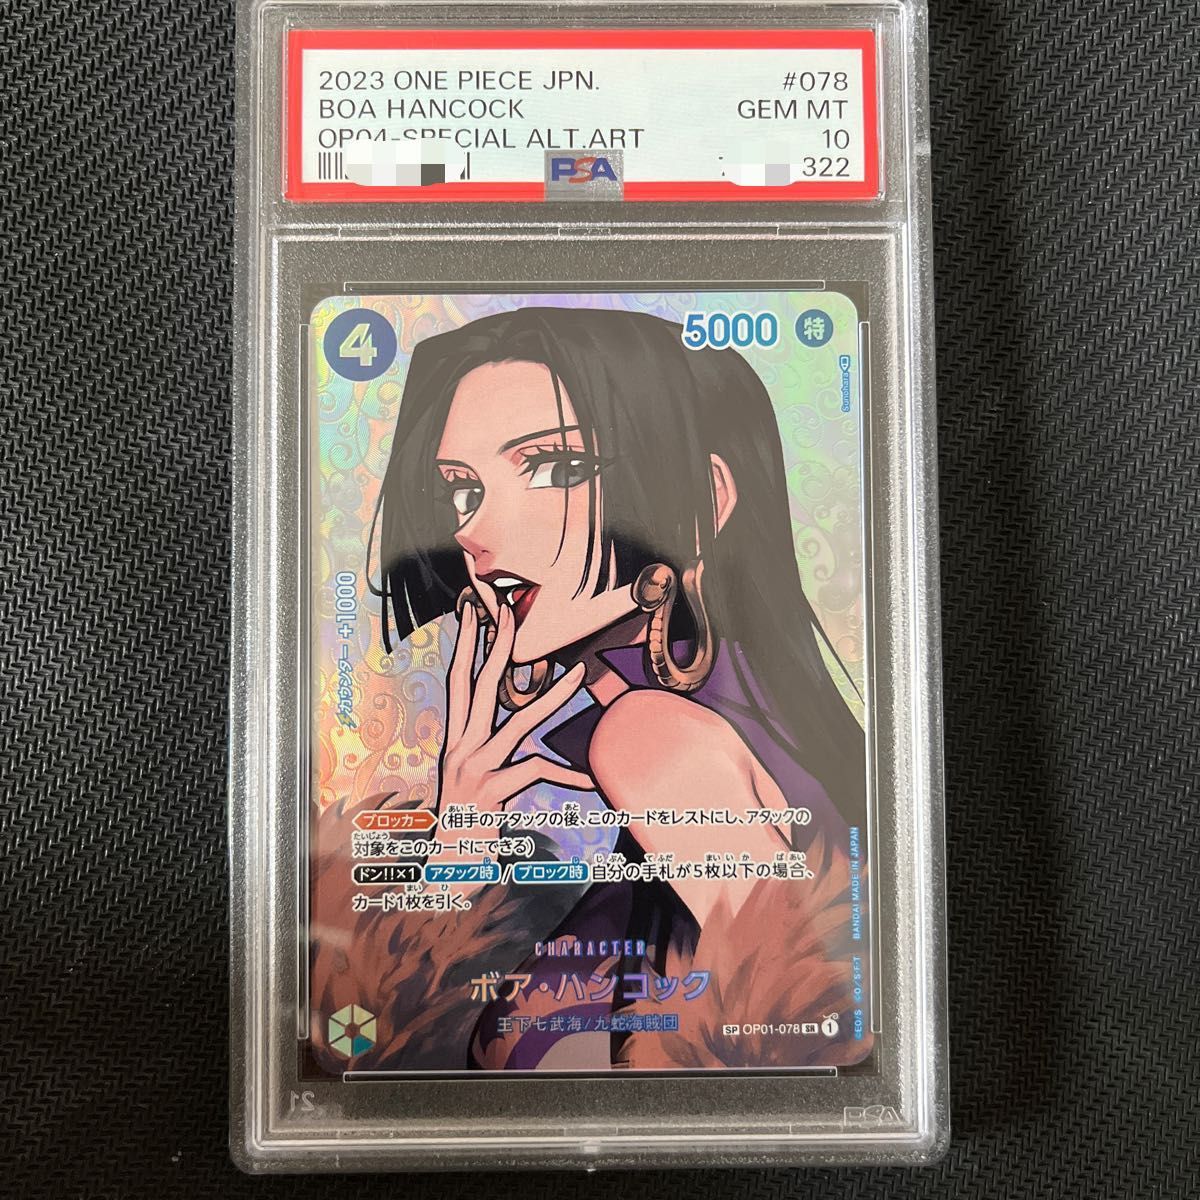 2023 ONE PIECE JPN. #078
BOA HANCOCK GEM MT
OP04-SPECIAL ALT.ART 10
PSA 322
4 5000 特
Sunohara
カウンター +1000
ブロッカー (相手のアタックの後、このカードをレストにし、アタックの
対象をこのカードにできる)
ドン!!×1 アタック時 / ブロック時 自分の手札が5枚以下の場合、
カード1枚を引く。
CHARACTER
ボア・ハンコック
王下七武海/九蛇海賊団
SP OP01-078 SR 1
©E.O/S ©O/S・F・T BANDAI MADE IN JAPAN
21 PSA